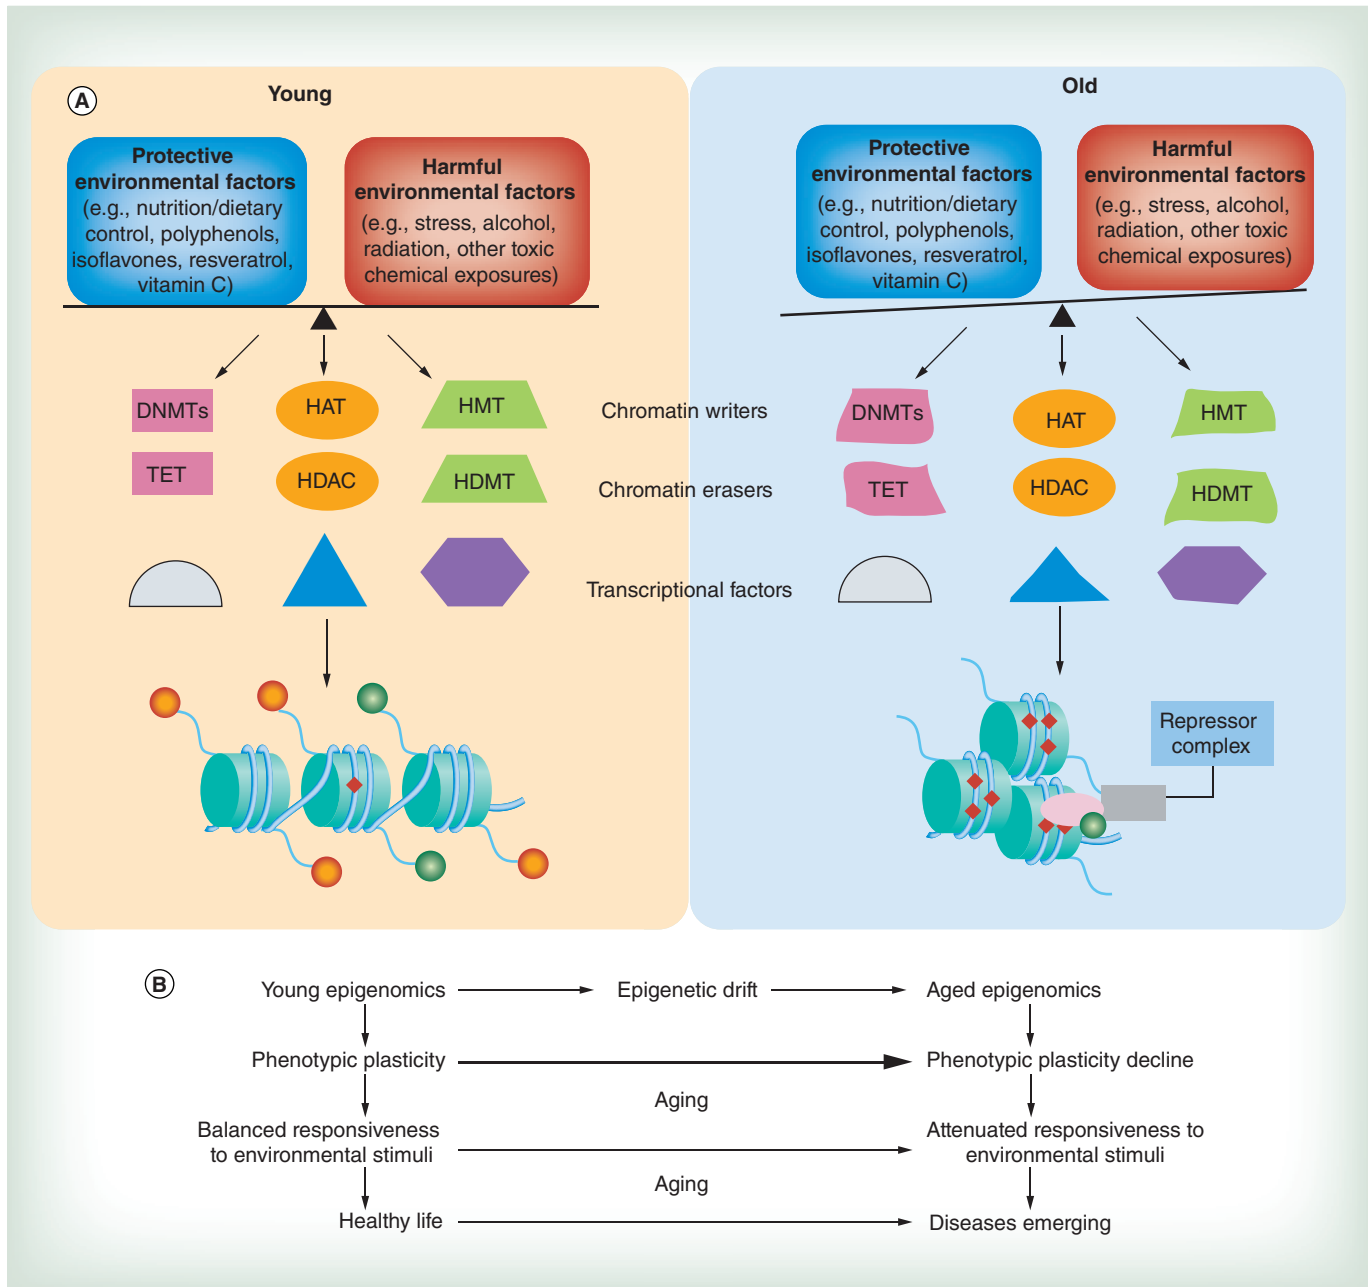 A
Young
Protective
environmental factors
(e.g., nutrition/dietary
control, polyphenols,
isoflavones, resveratrol,
vitamin C)
Harmful
environmental factors
(e.g., stress, alcohol,
radiation, other toxic
chemical exposures)
Old
Protective
environmental factors
(e.g., nutrition/dietary
control, polyphenols,
isoflavones, resveratrol,
vitamin C)
Harmful
environmental factors
(e.g., stress, alcohol,
radiation, other toxic
chemical exposures)
DNMTs
HAT
HMT
Chromatin writers
DNMTs
HAT
HMT
TET
HDAC
HDMT
Chromatin erasers
TET
HDAC
HDMT
Transcriptional factors
Repressor
complex
B
Young epigenomics
Epigenetic drift
Aged epigenomics
Phenotypic plasticity
Phenotypic plasticity decline
Aging
Balanced responsiveness
to environmental stimuli
Attenuated responsiveness to
environmental stimuli
Aging
Healthy life
Diseases emerging